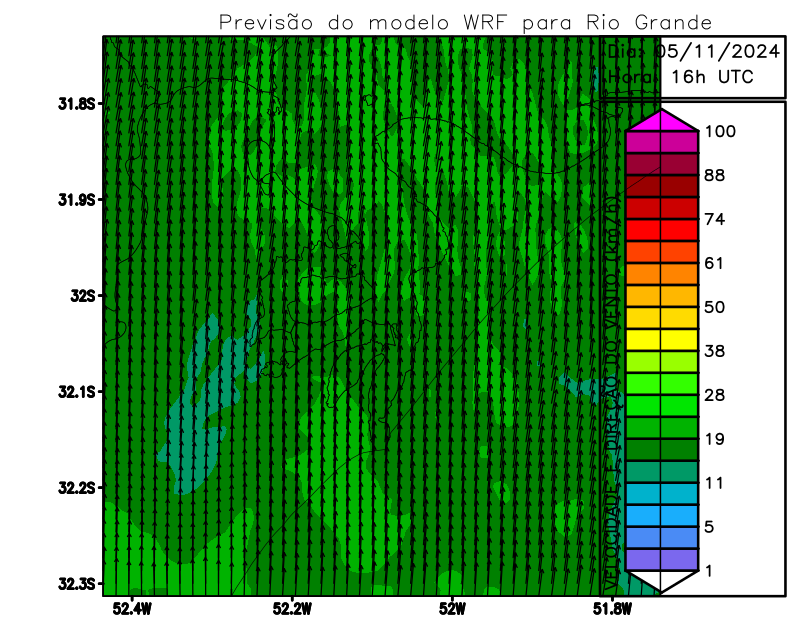 Previsão do modelo WRF para Rio Grande
Dia: 05/11/2024
Hora: 16h UTC
31.8S
31.9S
32S
32.1S
32.2S
32.3S
52.4W
52.2W
52W
51.8W
VELOCIDADE E DIREÇÃO DO VENTO (km/h)
100
88
74
61
50
38
28
19
11
5
1